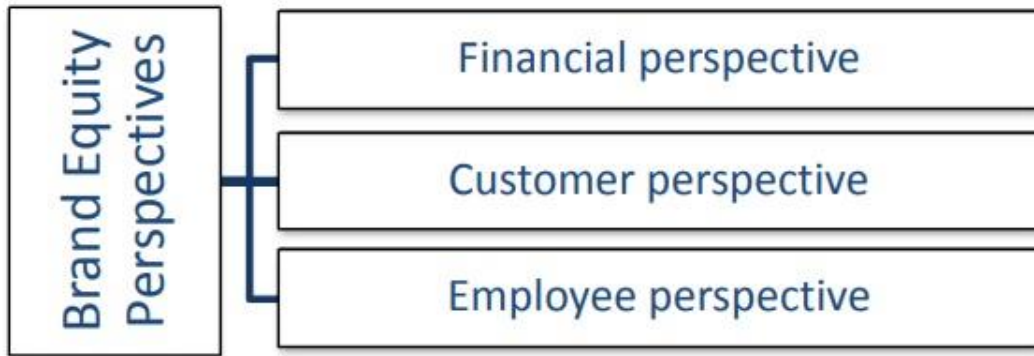 Brand Equity
Perspectives
Financial perspective
Customer perspective
Employee perspective